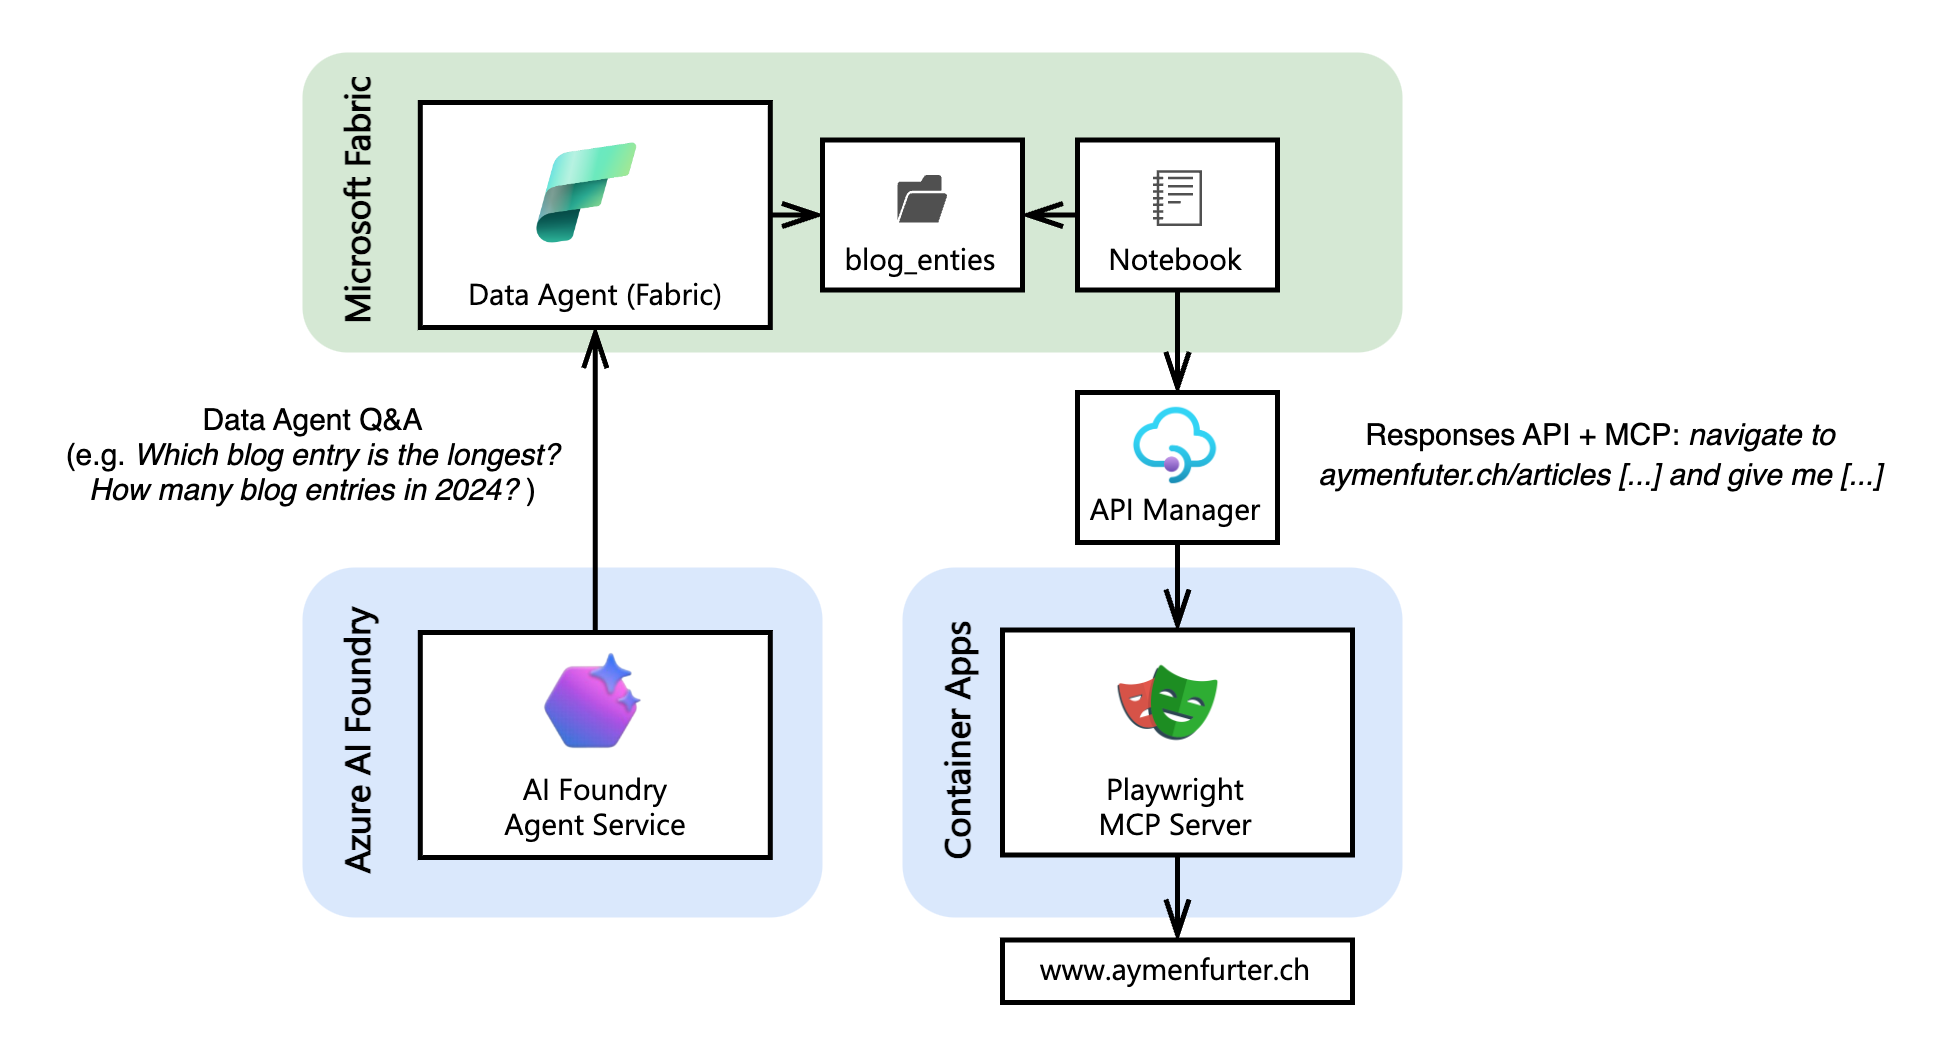 Microsoft Fabric
Data Agent (Fabric)
blog_enties
Notebook
Data Agent Q&A
(e.g. Which blog entry is the longest?
How many blog entries in 2024? )
API Manager
Responses API + MCP: navigate to
aymenfuter.ch/articles [...] and give me [...]
Azure AI Foundry
AI Foundry
Agent Service
Container Apps
Playwright
MCP Server
www.aymenfurter.ch